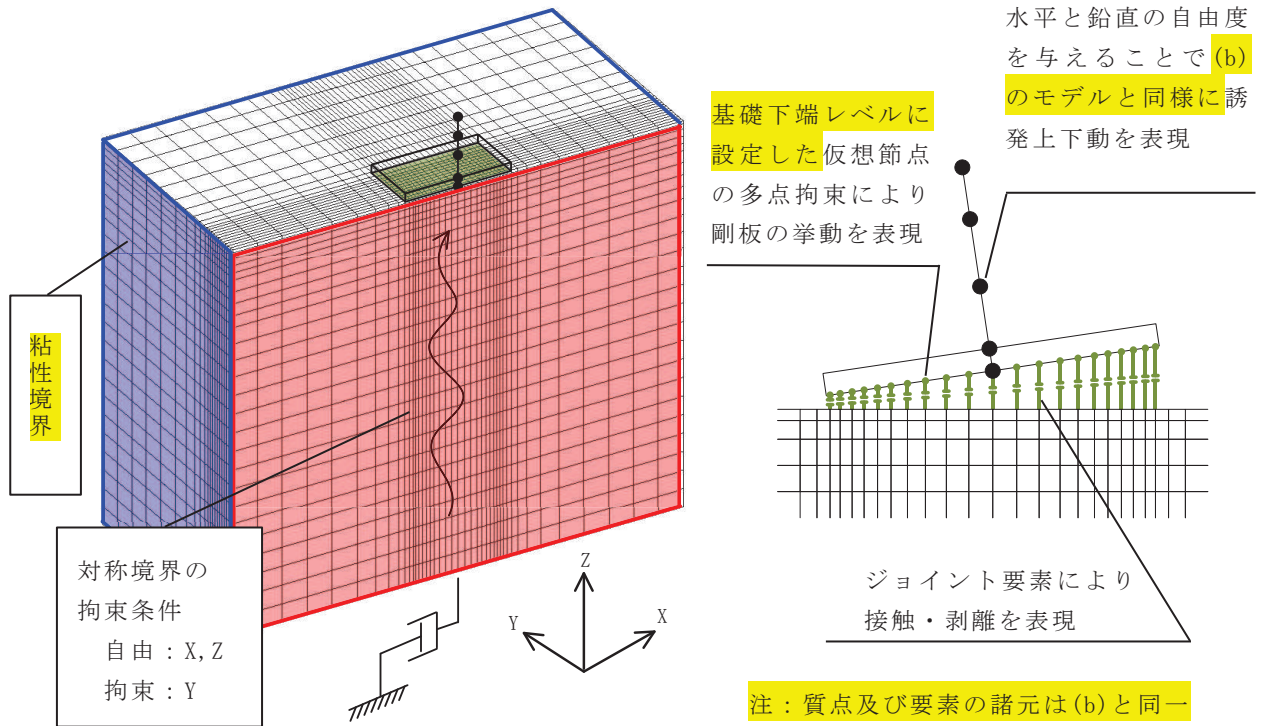 水平と鉛直の自由度
を与えることで(b)
のモデルと同様に誘
発上下動を表現
基礎下端レベルに
設定した仮想節点
の多点拘束により
剛板の挙動を表現
粘性境界
対称境界の
拘束条件
自由：X,Z
拘束：Y
Z
Y
X
ジョイント要素により
接触・剥離を表現
注：質点及び要素の諸元は(b)と同一